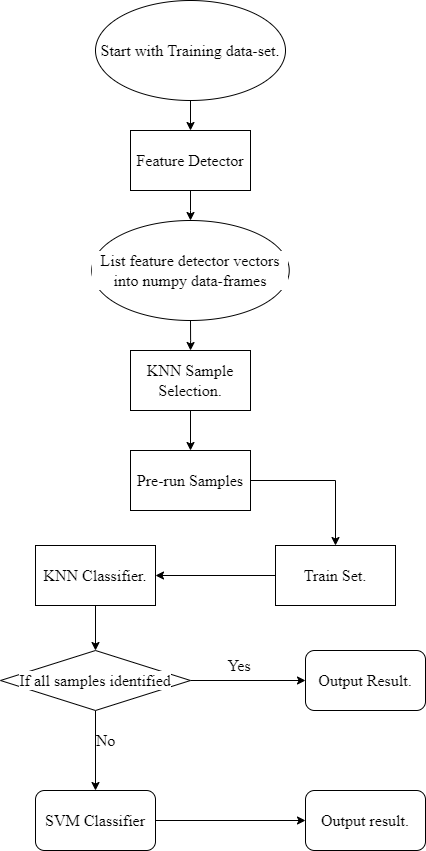 Start with Training data-set.
Feature Detector
List feature detector vectors
into numpy data-frames
KNN Sample
Selection.
Pre-run Samples
KNN Classifier.
Train Set.
If all samples identified
Yes
Output Result.
No
SVM Classifier
Output result.